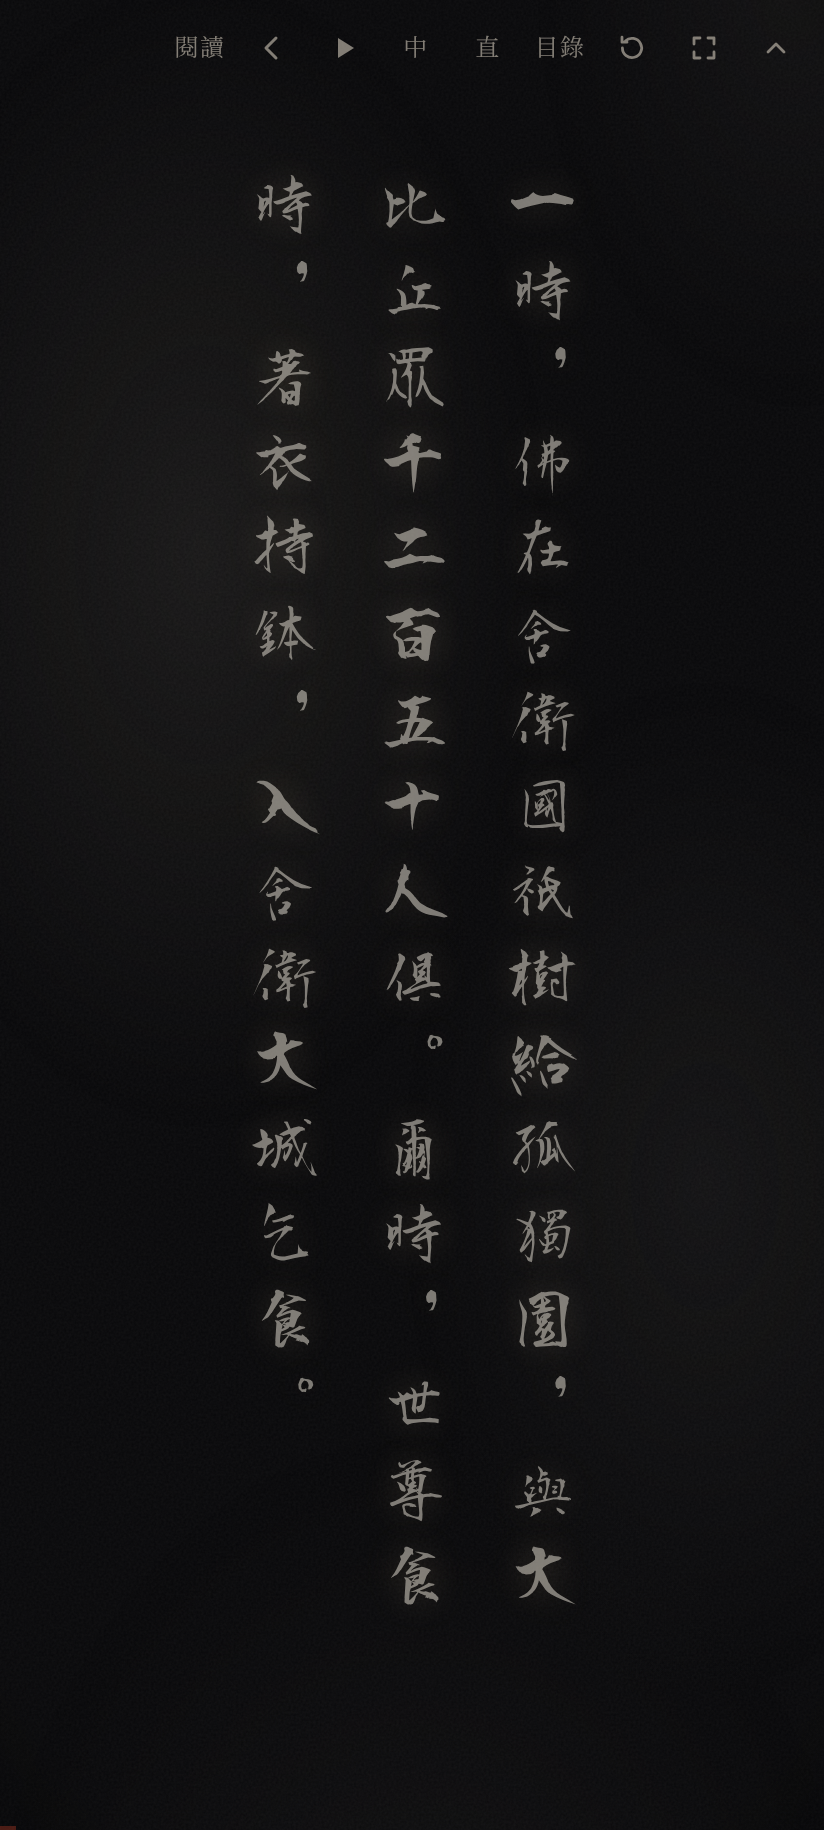 閱讀 中 直 目錄
一時，佛在舍衛國祇樹給孤獨園，與大
比丘眾千二百五十人俱。爾時，世尊食
時，著衣持鉢，入舍衛大城乞食。